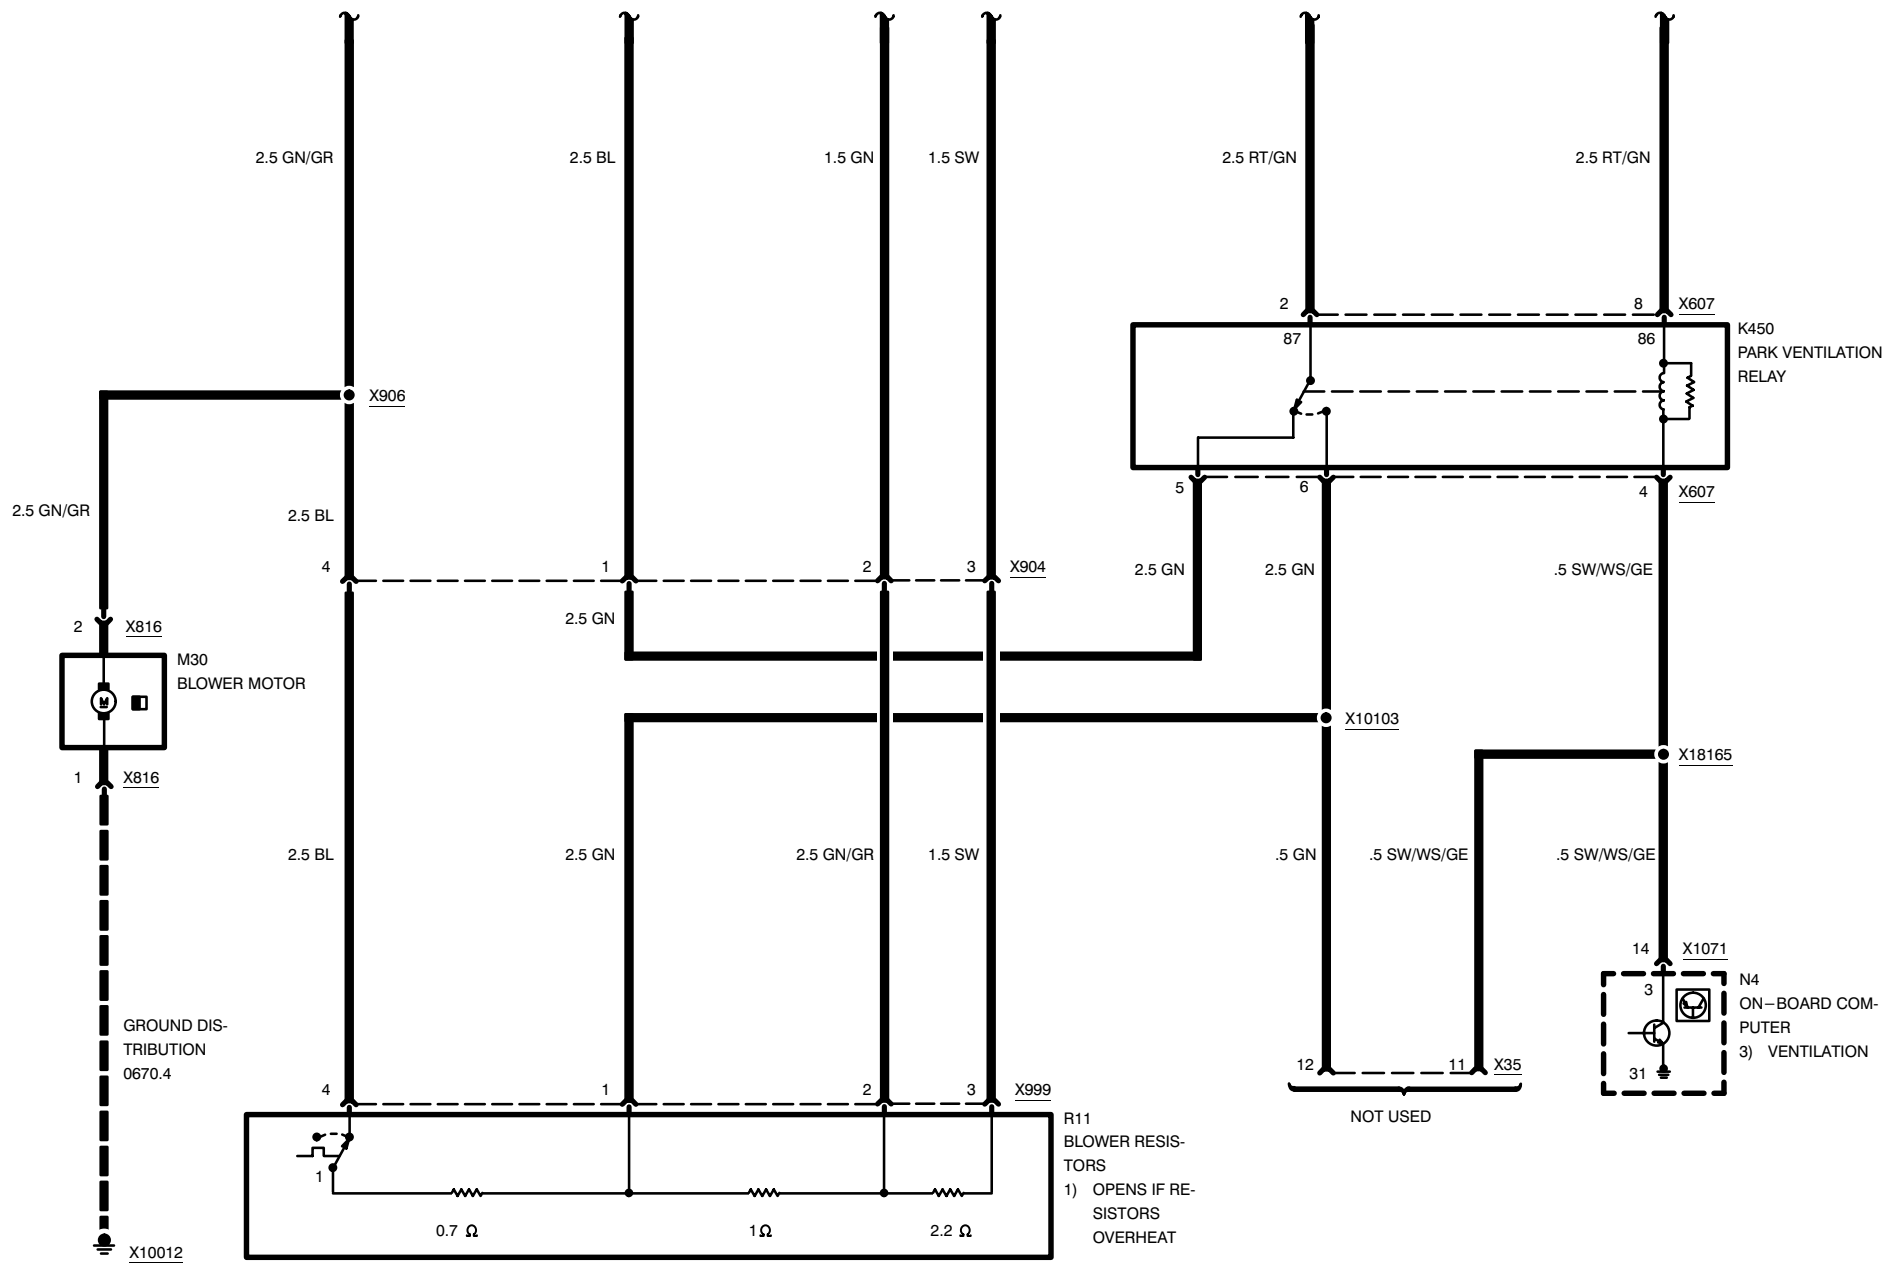 2.5 GN/GR
2.5 BL
1.5 GN
1.5 SW
2.5 RT/GN
2.5 RT/GN
2
8
X607
87
86
K450
PARK VENTILATION
RELAY
X906
5
6
4
X607
2.5 GN/GR
2.5 BL
4
1
2
3
X904
2.5 GN
2.5 GN
.5 SW/WS/GE
2.5 GN
2
X816
M30
BLOWER MOTOR
M
1
X816
X10103
X18165
2.5 BL
2.5 GN
2.5 GN/GR
1.5 SW
.5 GN
.5 SW/WS/GE
.5 SW/WS/GE
14
X1071
3
N4
ON–BOARD COM-
PUTER
3) VENTILATION
31
GROUND DIS-
TRIBUTION
0670.4
12
11
X35
NOT USED
4
1
2
3
X999
R11
BLOWER RESIS-
TORS
1) OPENS IF RE-
SISTORS
OVERHEAT
1
0.7 Ω
1Ω
2.2 Ω
X10012